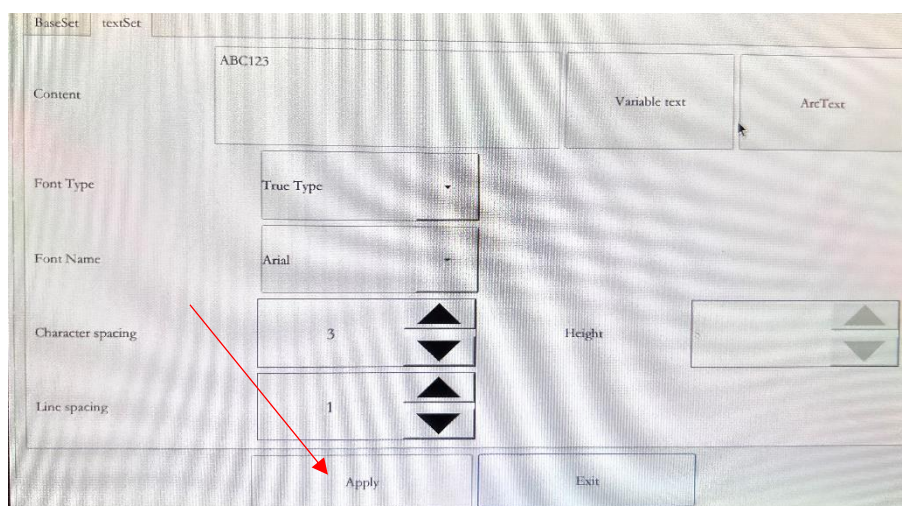 BaseSet textSet
ABC123
Content Variable text ArcText
Font Type True Type
Font Name Arial
Character spacing 3 Height
Line spacing 1
Apply Exit